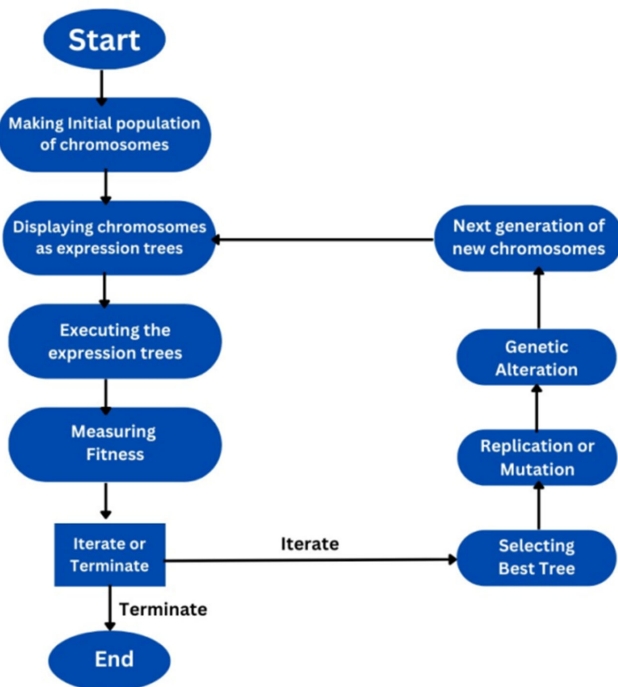 Start
Making Initial population
of chromosomes
Displaying chromosomes
as expression trees
Executing the
expression trees
Measuring
Fitness
Iterate or
Terminate
Terminate
End
Iterate
Selecting
Best Tree
Replication or
Mutation
Genetic
Alteration
Next generation of
new chromosomes